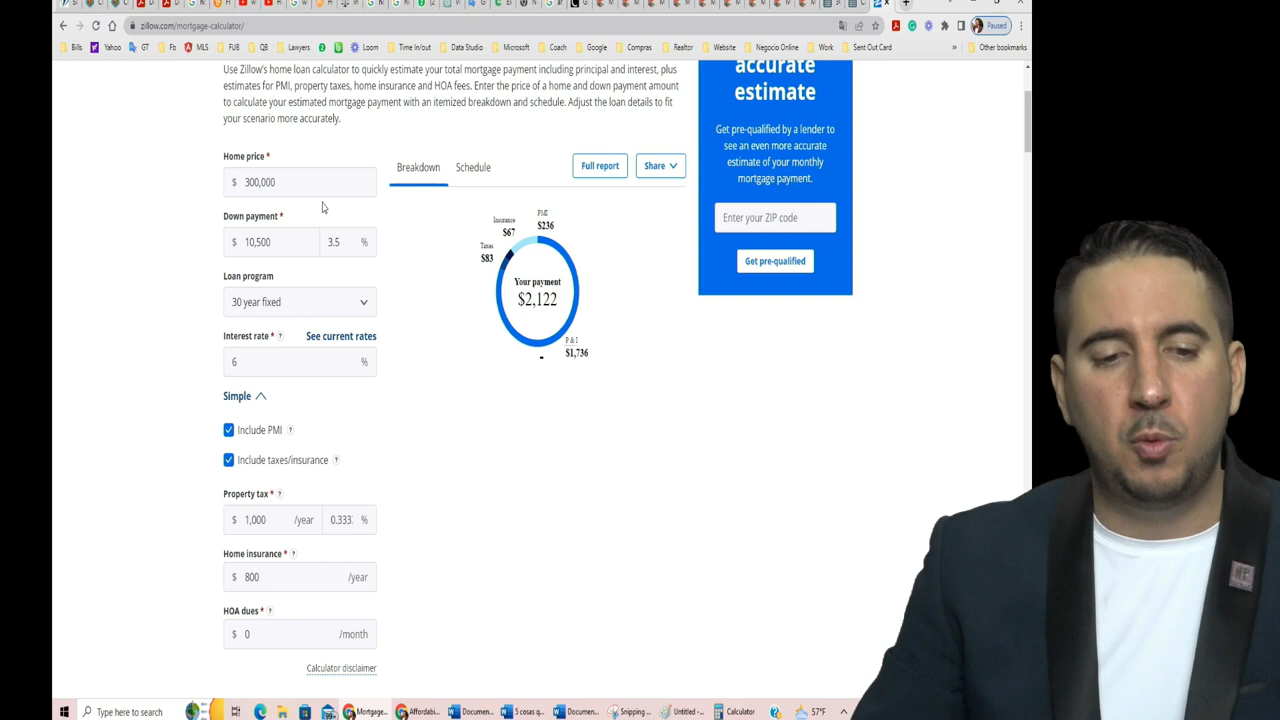 zillow.com/mortgage-calculator/
Paused
Bills Yahoo GT Fb MLS FUB QB Lawyers Loom Time In/out Data Studio Microsoft Coach Google Compras Realtor Website Negocio Online Work Sent Out Card » Other bookmarks
Use Zillow's home loan calculator to quickly estimate your total mortgage payment including principal and interest, plus
estimates for PMI, property taxes, home insurance and HOA fees. Enter the price of a home and down payment amount
to calculate your estimated mortgage payment with an itemized breakdown and schedule. Adjust the loan details to fit
your scenario more accurately.
accurate
estimate
Get pre-qualified by a lender to
see an even more accurate
estimate of your monthly
mortgage payment.
Enter your ZIP code
Get pre-qualified
Home price *
$ 300,000
Down payment *
$ 10,500 3.5 %
Loan program
30 year fixed
Interest rate * ? See current rates
6 %
Simple
Include PMI ?
Include taxes/insurance ?
Property tax * ?
$ 1,000 /year 0.333 %
Home insurance * ?
$ 800 /year
HOA dues * ?
$ 0 /month
Calculator disclaimer
Breakdown Schedule Full report Share
PMI
$236
Insurance
$67
Taxes
$83
Your payment
$2,122
P & I
$1,736
Type here to search
99+
Mortgage... Affordabi... Documen... 5 cosas q... Documen... Snipping ... Untitled -... Calculator 57°F